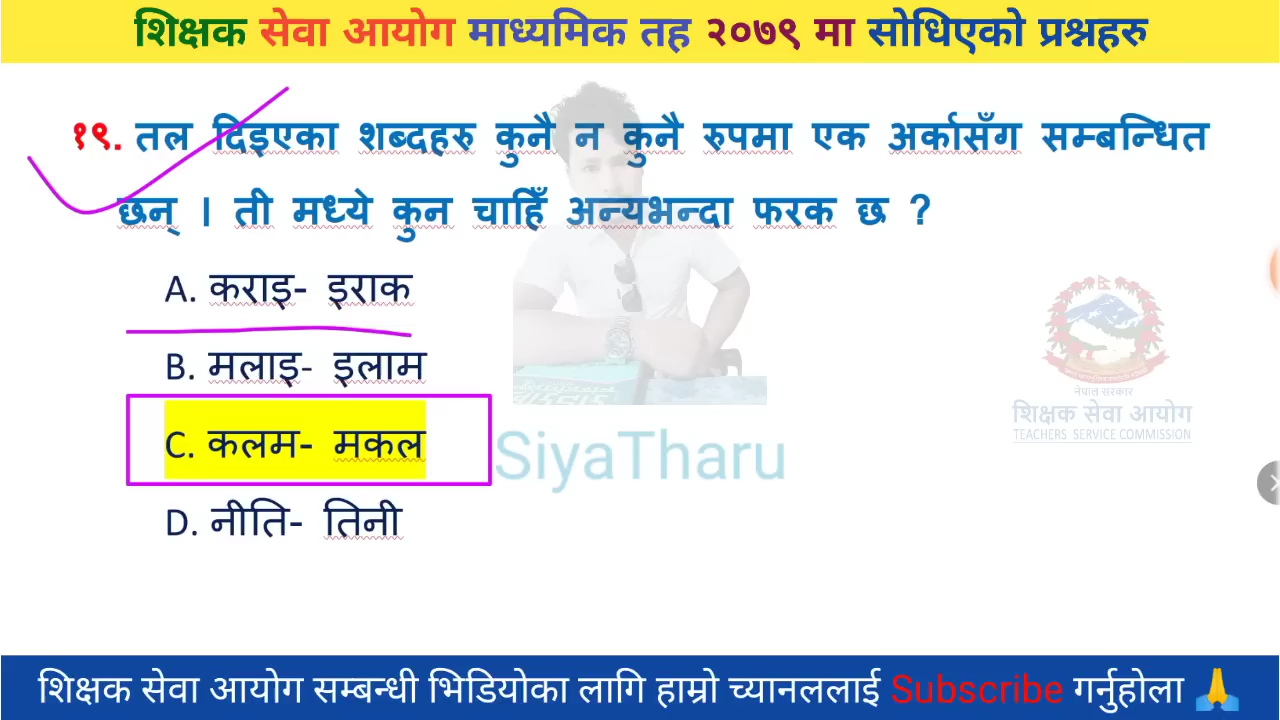 शिक्षक सेवा आयोग माध्यमिक तह २०७९ मा सोधिएको प्रश्नहरु
१९. तल दिइएका शब्दहरु कुनै न कुनै रुपमा एक अर्कासँग सम्बन्धित
छन् । ती मध्ये कुन चाहिँ अन्यभन्दा फरक छ ?
A. कराइ- इराक
B. मलाइ- इलाम
C. कलम- मकल
D. नीति- तिनी
SiyaTharu
नेपाल सरकार
शिक्षक सेवा आयोग
TEACHERS SERVICE COMMISSION
शिक्षक सेवा आयोग सम्बन्धी भिडियोका लागि हाम्रो च्यानललाई Subscribe गर्नुहोला 🙏